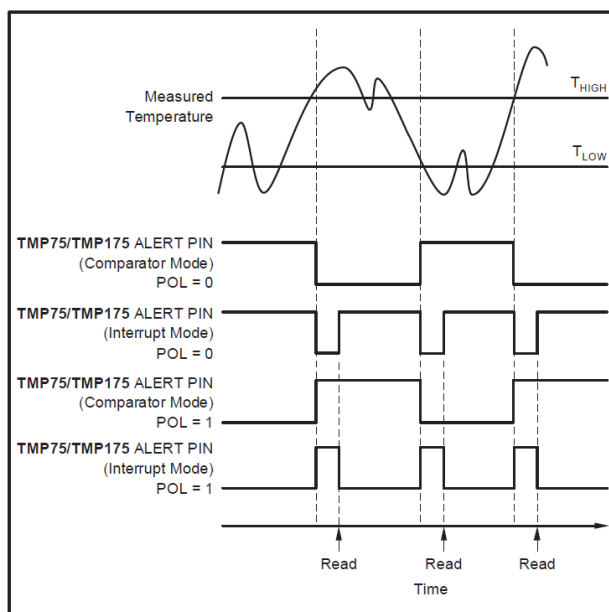 Measured
Temperature
THIGH
TLOW
TMP75/TMP175 ALERT PIN
(Comparator Mode)
POL = 0
TMP75/TMP175 ALERT PIN
(Interrupt Mode)
POL = 0
TMP75/TMP175 ALERT PIN
(Comparator Mode)
POL = 1
TMP75/TMP175 ALERT PIN
(Interrupt Mode)
POL = 1
Read Read Read
Time